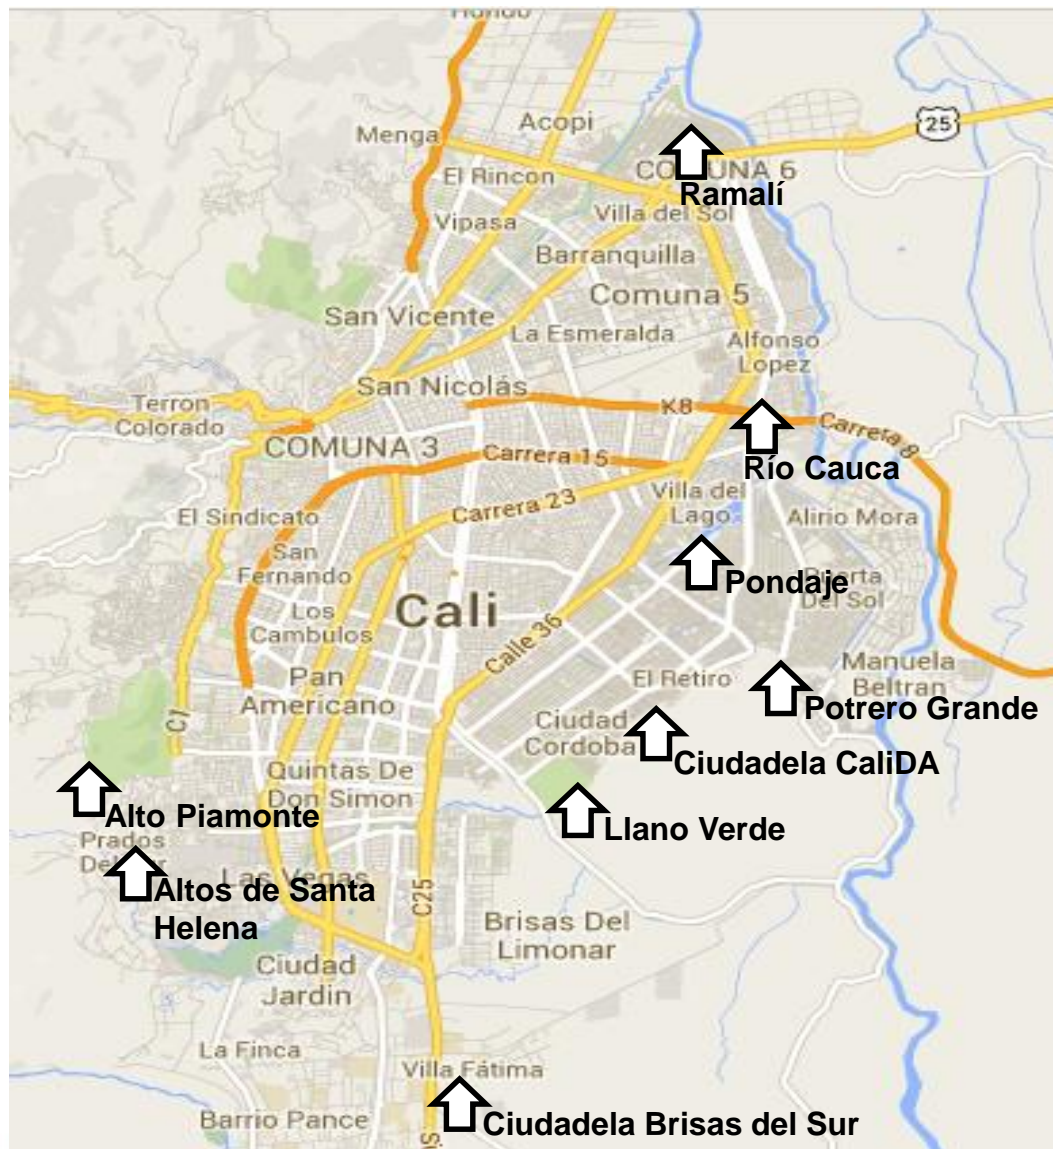 Hondo
Acopi
Menga
25
COMUNA 6
El Rincon
Ramalí
Villa del Sol
Vipasa
Barranquilla
Comuna 5
San Vicente
La Esmeralda
Alfonso
Lopez
San Nicolás
Terron
Colorado
K8
Carrera 8
COMUNA 3
Carrera 15
Río Cauca
Villa del
Lago
Carrera 23
El Sindicato
Alirio Mora
San
Fernando
Pondaje
Puerta
Del Sol
Los
Cambulos
Cali
Calle 36
Pan
Americano
El Retiro
Manuela
Beltran
C1
Potrero Grande
Ciudad
Cordoba
Ciudadela CaliDA
Quintas De
Don Simon
Alto Piamonte
Llano Verde
Prados
Las Vegas
Altos de Santa
Helena
C25
Brisas Del
Limonar
Ciudad
Jardin
La Finca
Villa Fátima
Barrio Pance
Ciudadela Brisas del Sur